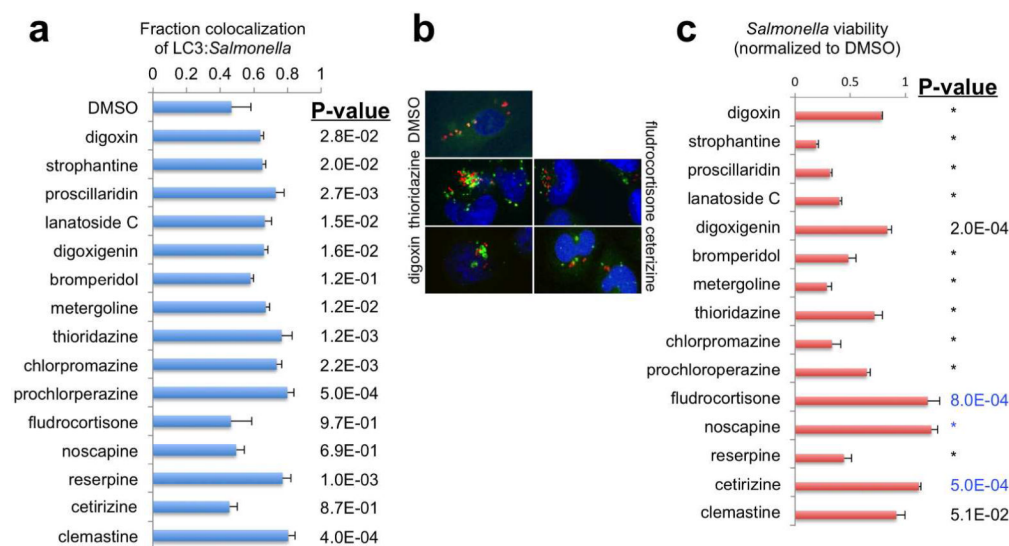 a
Fraction colocalization
of LC3:Salmonella
0 0.2 0.4 0.6 0.8 1
P-value
DMSO
digoxin 2.8E-02
strophantine 2.0E-02
proscillaridin 2.7E-03
lanatoside C 1.5E-02
digoxigenin 1.6E-02
bromperidol 1.2E-01
metergoline 1.2E-02
thioridazine 1.2E-03
chlorpromazine 2.2E-03
prochlorperazine 5.0E-04
fludrocortisone 9.7E-01
noscapine 6.9E-01
reserpine 1.0E-03
cetirizine 8.7E-01
clemastine 4.0E-04
b
digoxin thioridazine DMSO
fludrocortisone ceterizine
c
Salmonella viability
(normalized to DMSO)
0 0.5 1
P-value
digoxin *
strophantine *
proscillaridin *
lanatoside C *
digoxigenin 2.0E-04
bromperidol *
metergoline *
thioridazine *
chlorpromazine *
prochloroperazine *
fludrocortisone 8.0E-04
noscapine *
reserpine *
cetirizine 5.0E-04
clemastine 5.1E-02